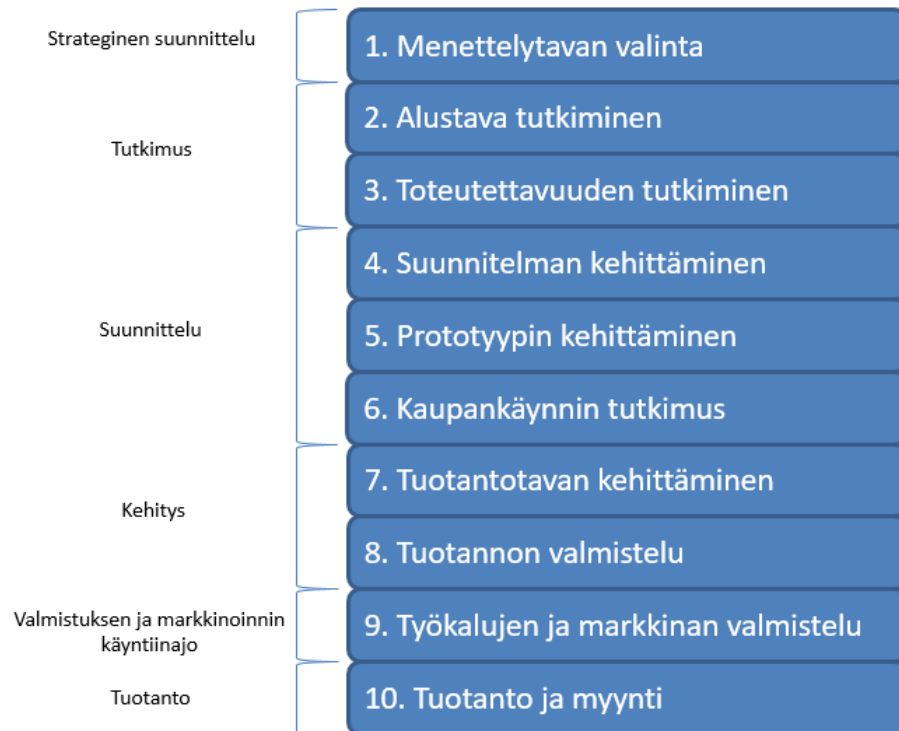 Strateginen suunnittelu
1. Menettelytavan valinta
Tutkimus
2. Alustava tutkiminen
3. Toteutettavuuden tutkiminen
Suunnittelu
4. Suunnitelman kehittäminen
5. Prototyypin kehittäminen
6. Kaupankäynnin tutkimus
Kehitys
7. Tuotantotavan kehittäminen
8. Tuotannon valmistelu
Valmistuksen ja markkinoinnin
käyntiinajo
9. Työkalujen ja markkinan valmistelu
Tuotanto
10. Tuotanto ja myynti